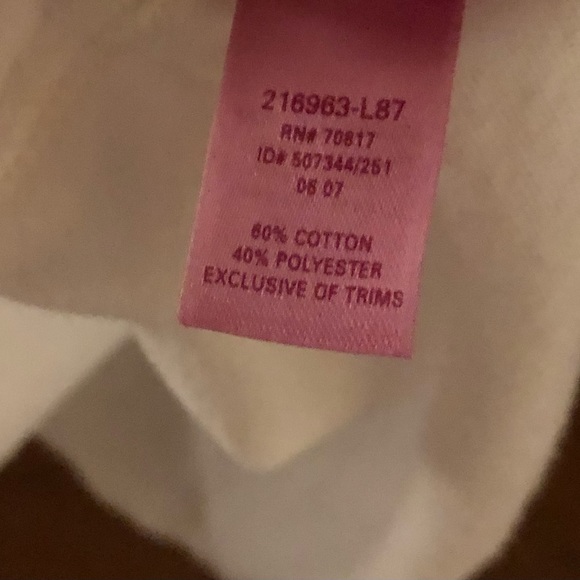 216963-L87
RN# 70817
ID# 507344/251
06 07
60% COTTON
40% POLYESTER
EXCLUSIVE OF TRIMS